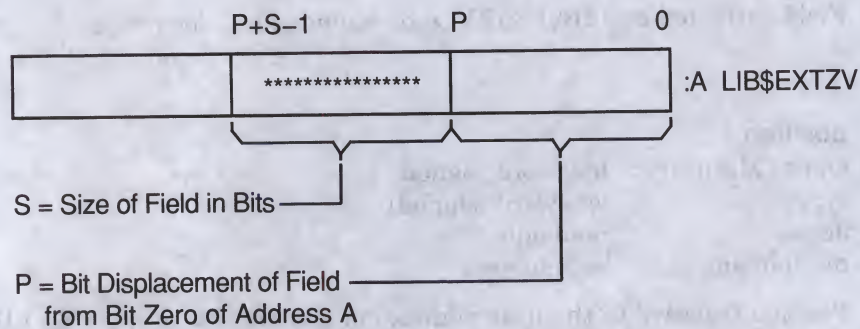 P+S−1 P 0
**************** :A LIB$EXTZV
S = Size of Field in Bits
P = Bit Displacement of Field
from Bit Zero of Address A